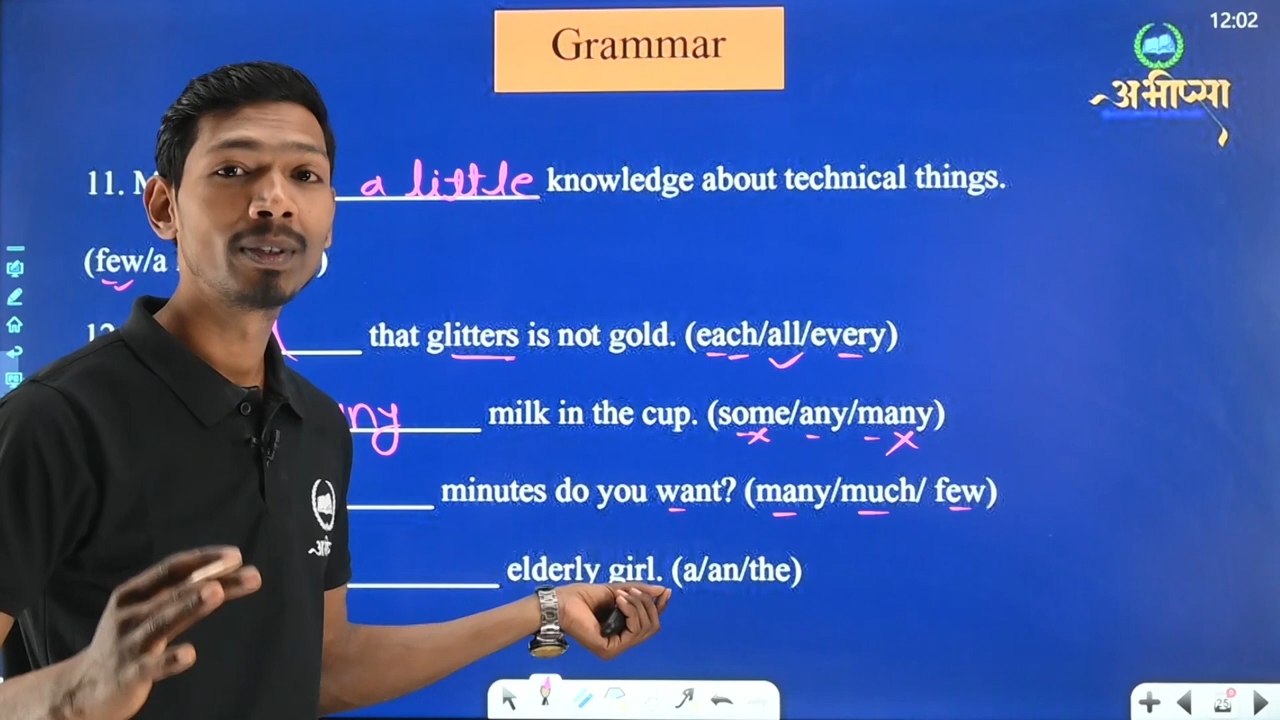 Grammar
12:02
अभीप्सा
11. a little knowledge about technical things.
(few/a )
that glitters is not gold. (each/all/every)
milk in the cup. (some/any/many)
minutes do you want? (many/much/ few)
elderly girl. (a/an/the)
25